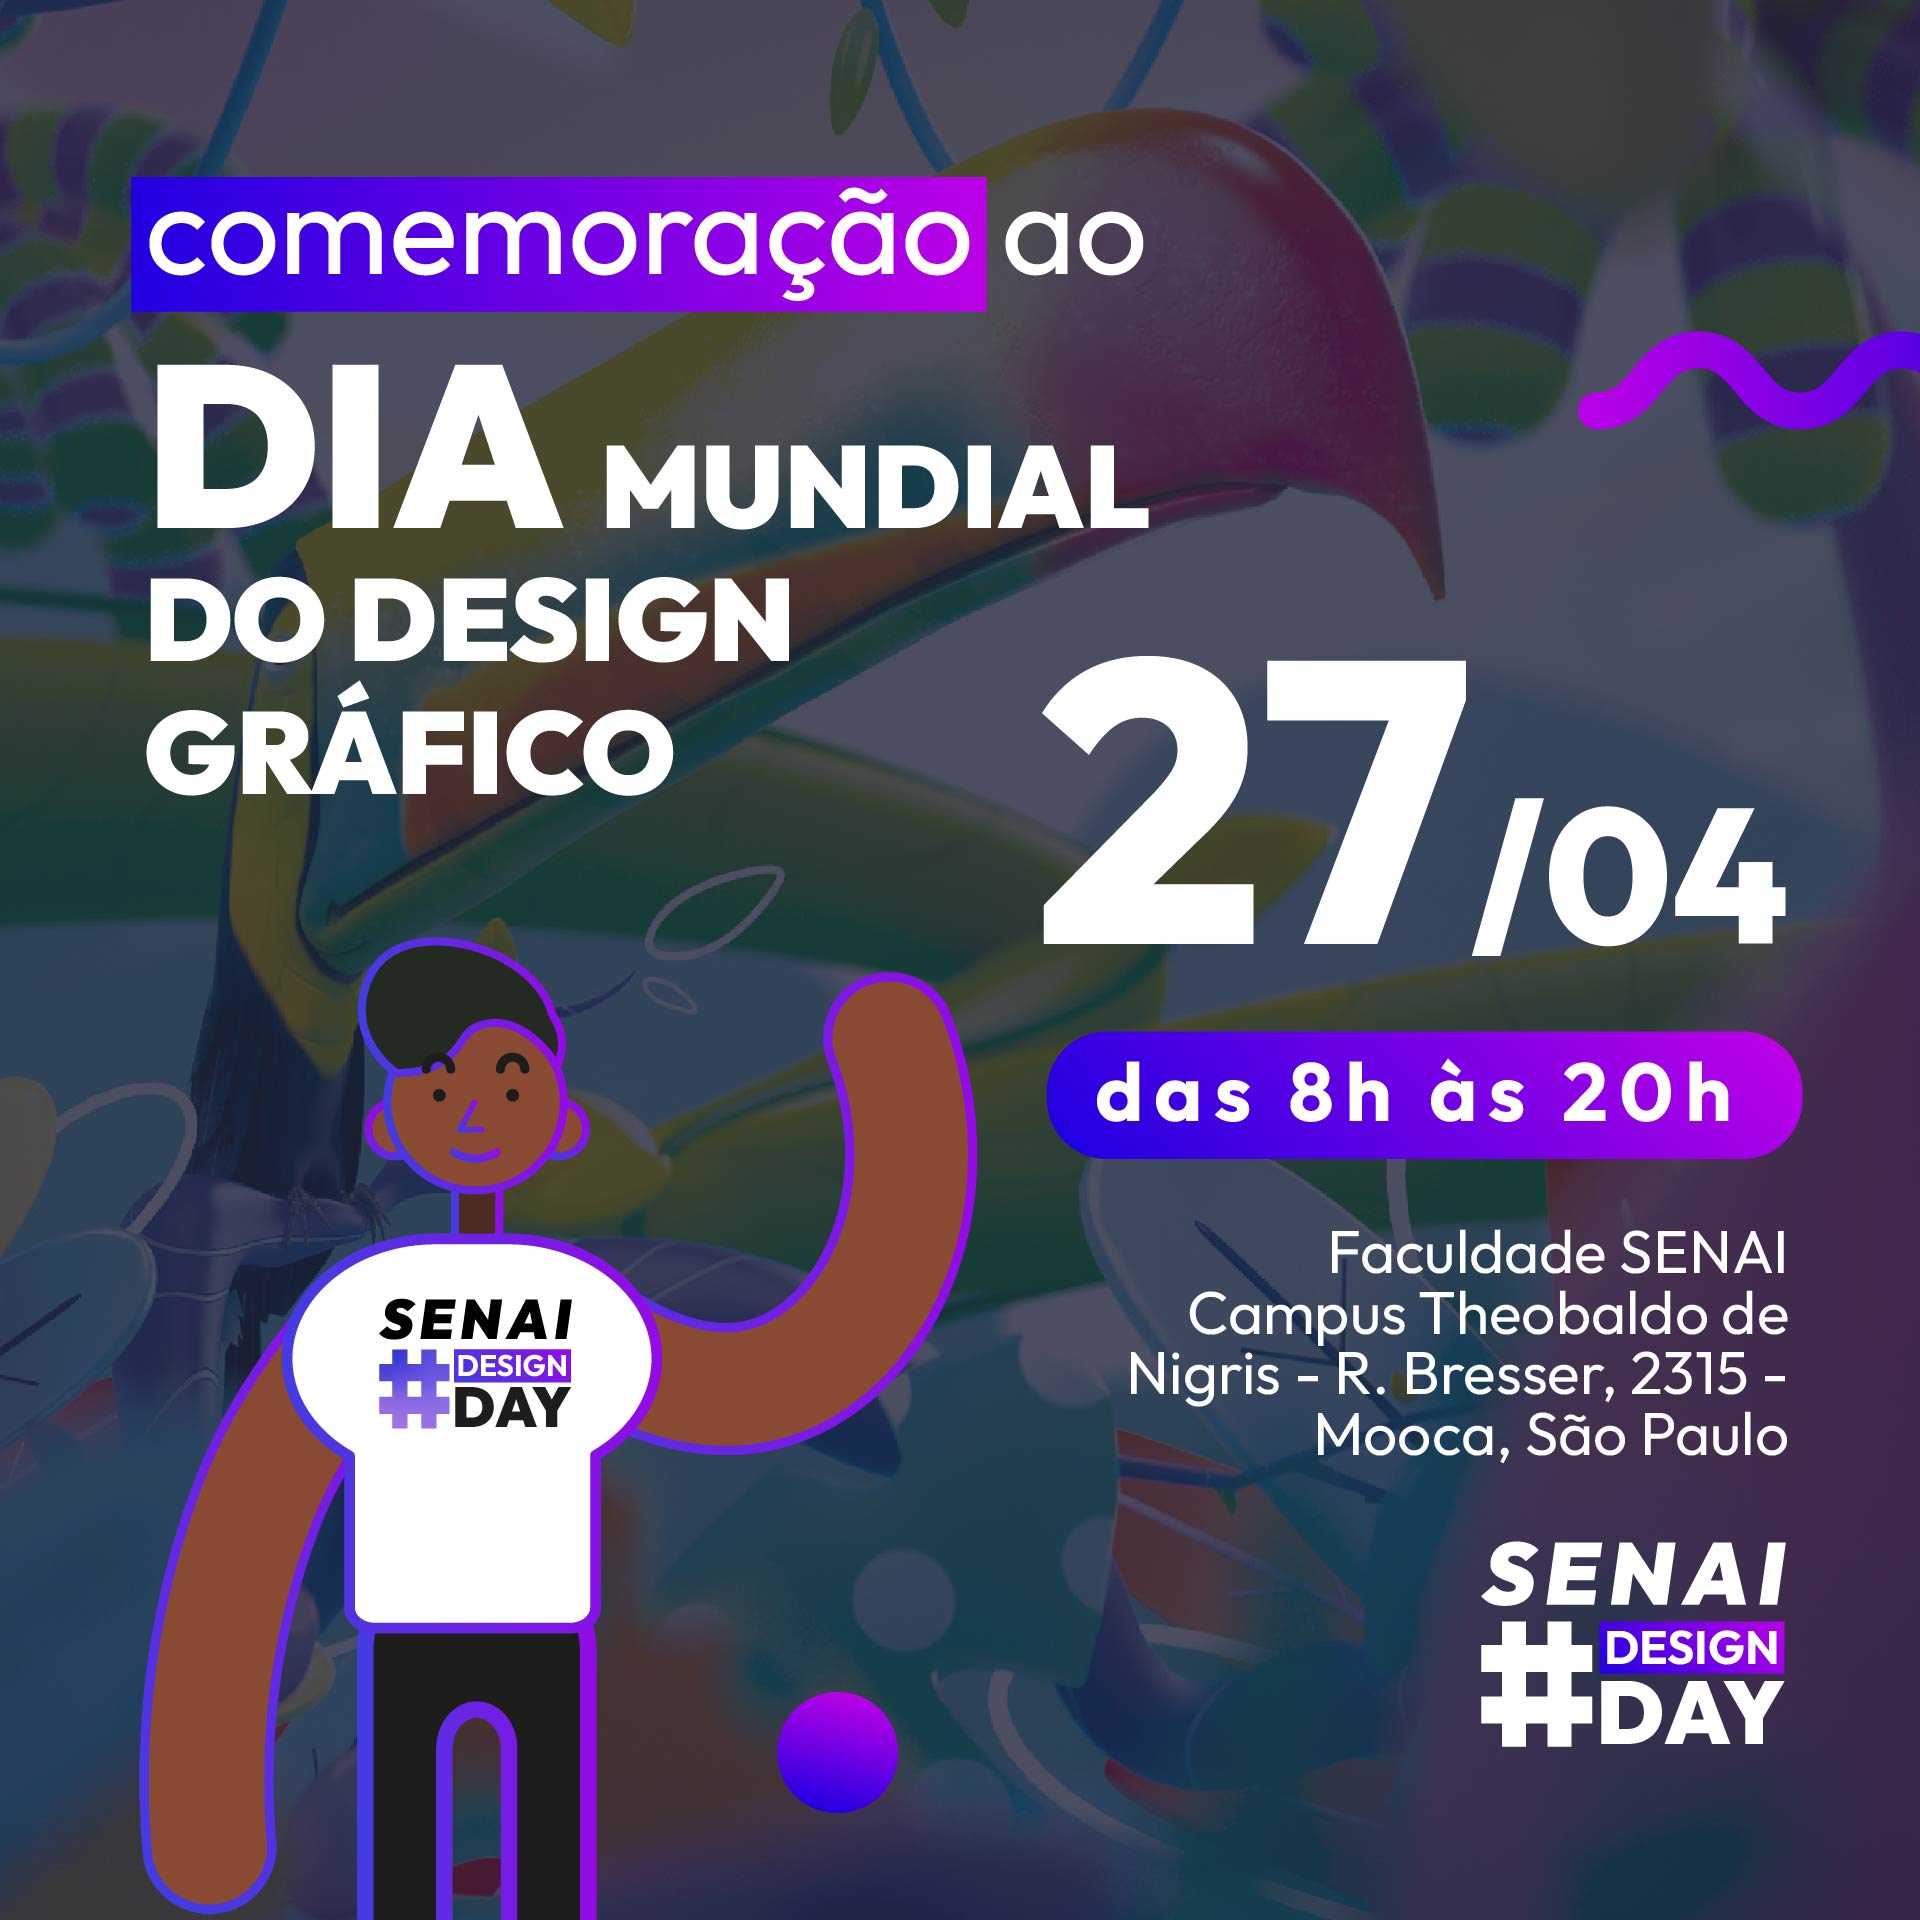 comemoração ao
DIA MUNDIAL
DO DESIGN
GRÁFICO
27/04
das 8h às 20h
Faculdade SENAI
Campus Theobaldo de
Nigris - R. Bresser, 2315 -
Mooca, São Paulo
SENAI
#DESIGN
DAY
SENAI
#DESIGN
DAY